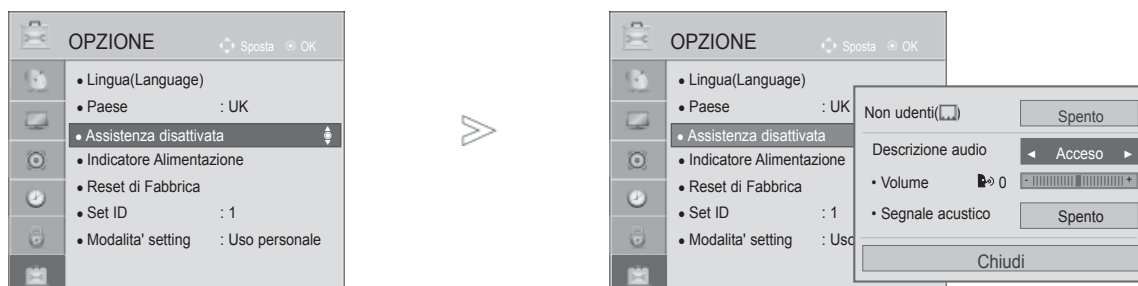 OPZIONE Sposta OK
• Lingua(Language)
• Paese : UK
• Assistenza disattivata
• Indicatore Alimentazione
• Reset di Fabbrica
• Set ID : 1
• Modalita' setting : Uso personale
OPZIONE Sposta OK
• Lingua(Language)
• Paese : UK
• Assistenza disattivata
• Indicatore Alimentazione
• Reset di Fabbrica
• Set ID : 1
• Modalita' setting : Uso
Non udenti( ) Spento
Descrizione audio ◄ Acceso ►
• Volume 0 - +
• Segnale acustico Spento
Chiudi